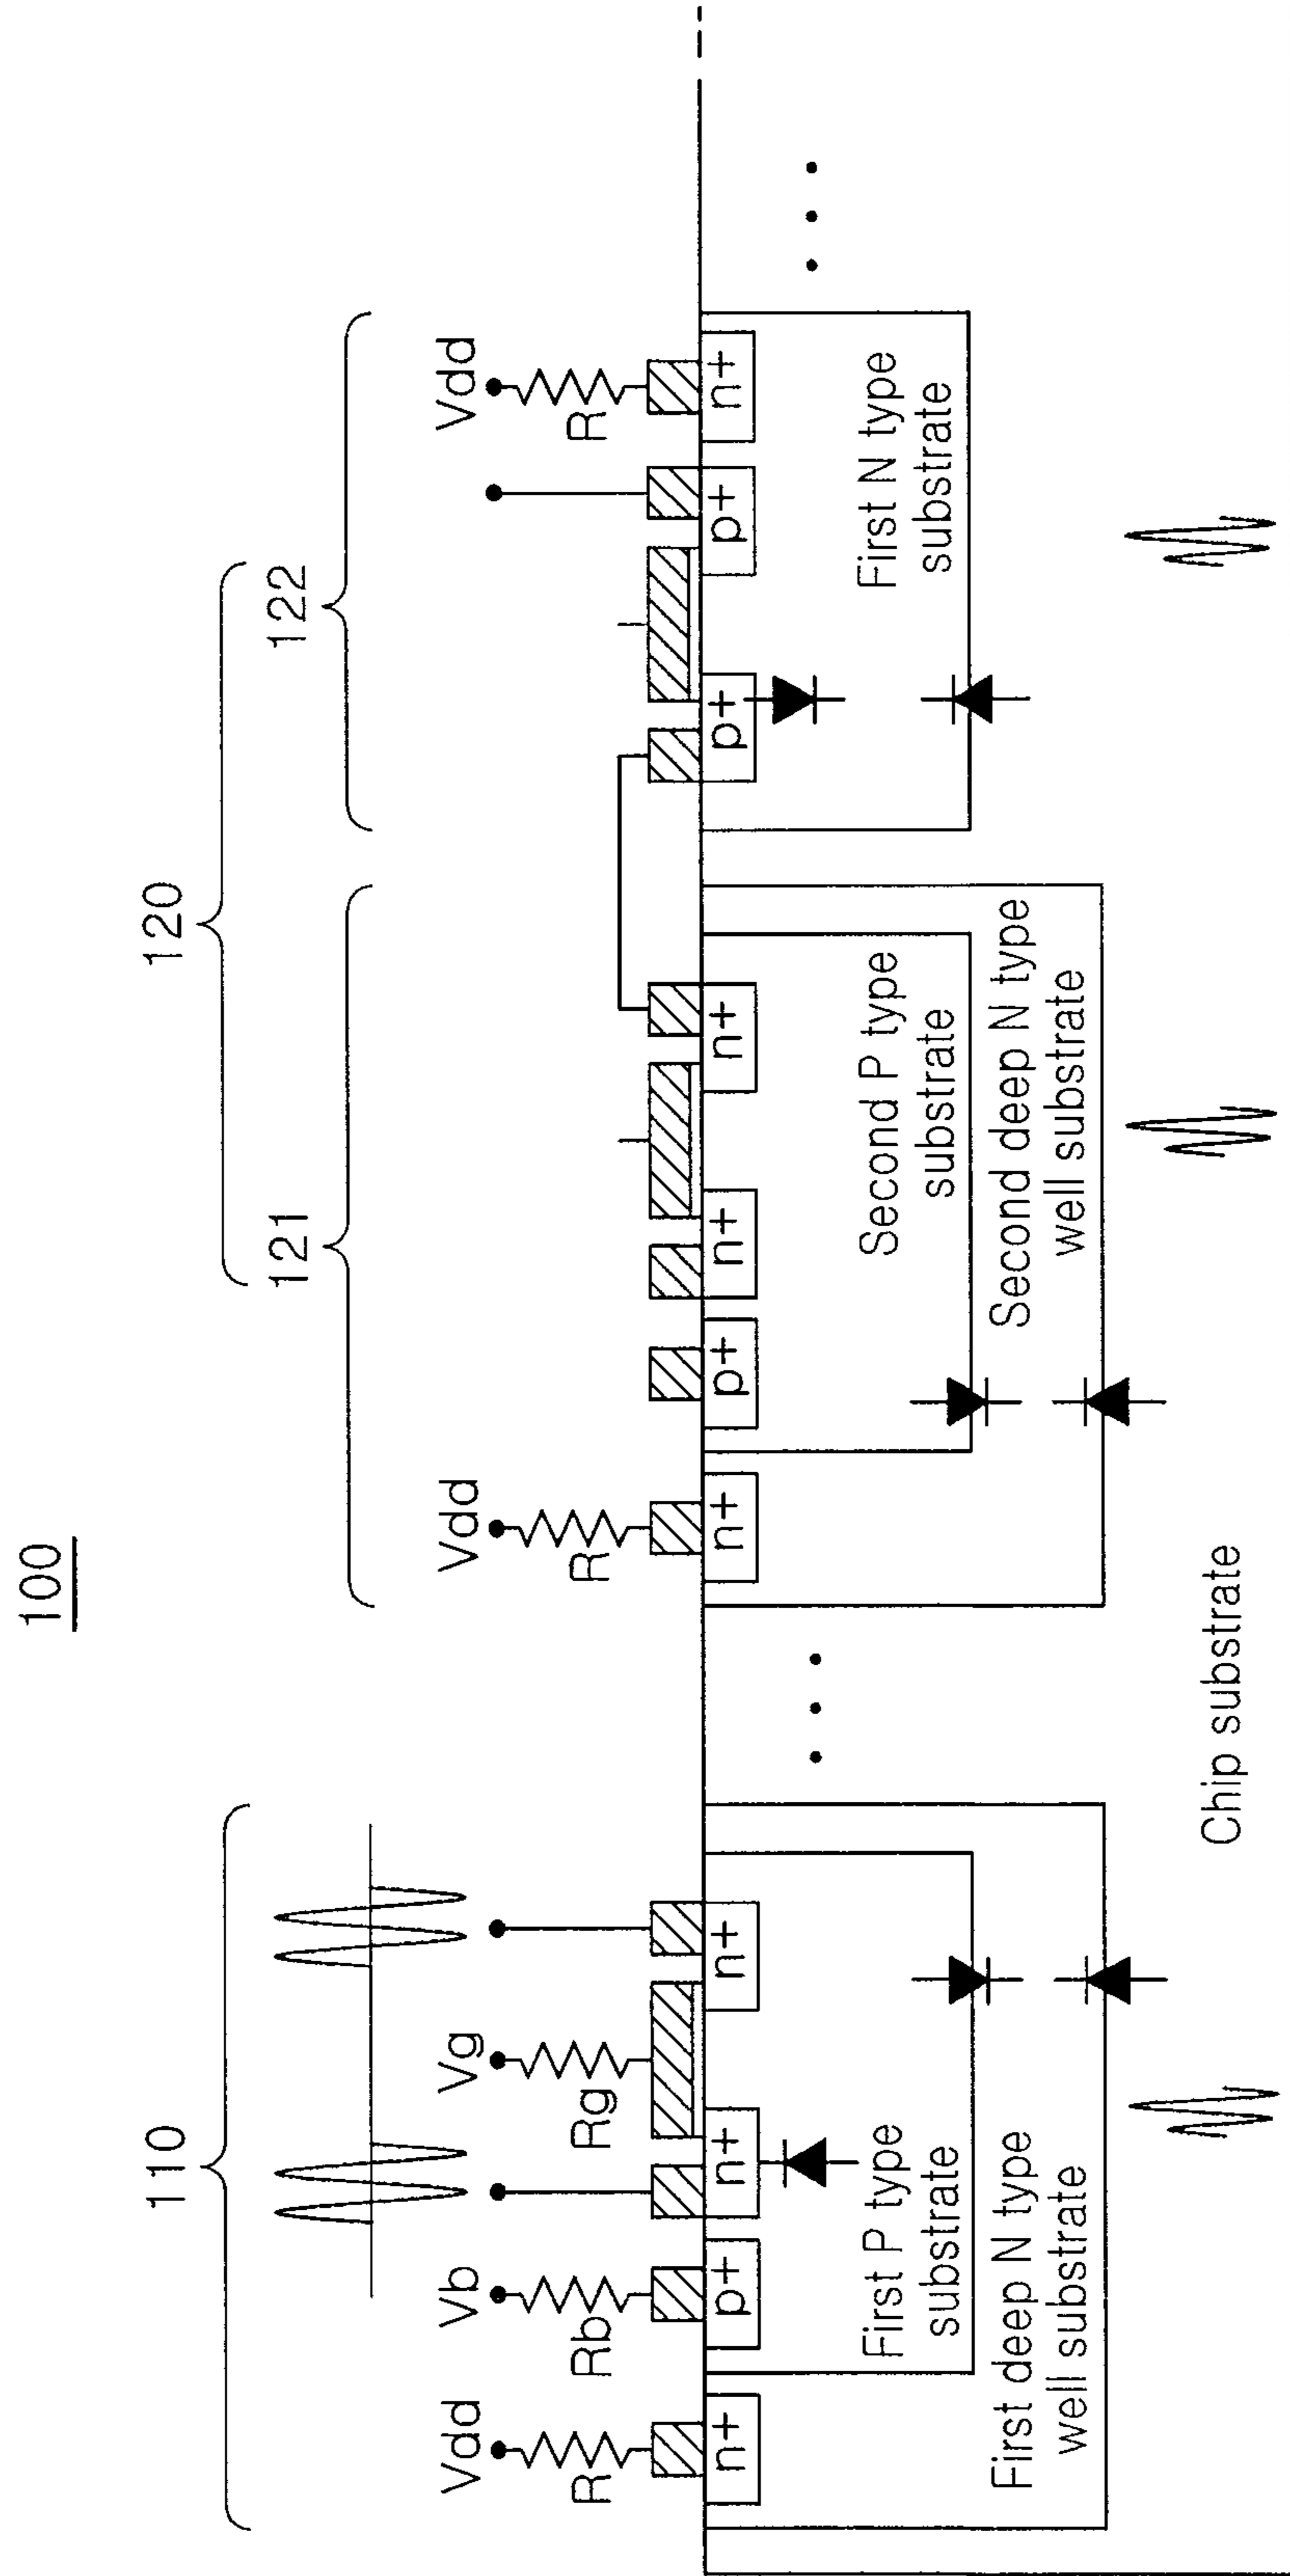 100
120
110
121
122
Vdd
Vb
Vg
Vdd
Vdd
R
Rb
Rg
R
R
n+
p+
n+
n+
n+
p+
n+
n+
p+
p+
n+
First P type
substrate
First deep N type
well substrate
Second P type
substrate
Second deep N type
well substrate
First N type
substrate
Chip substrate